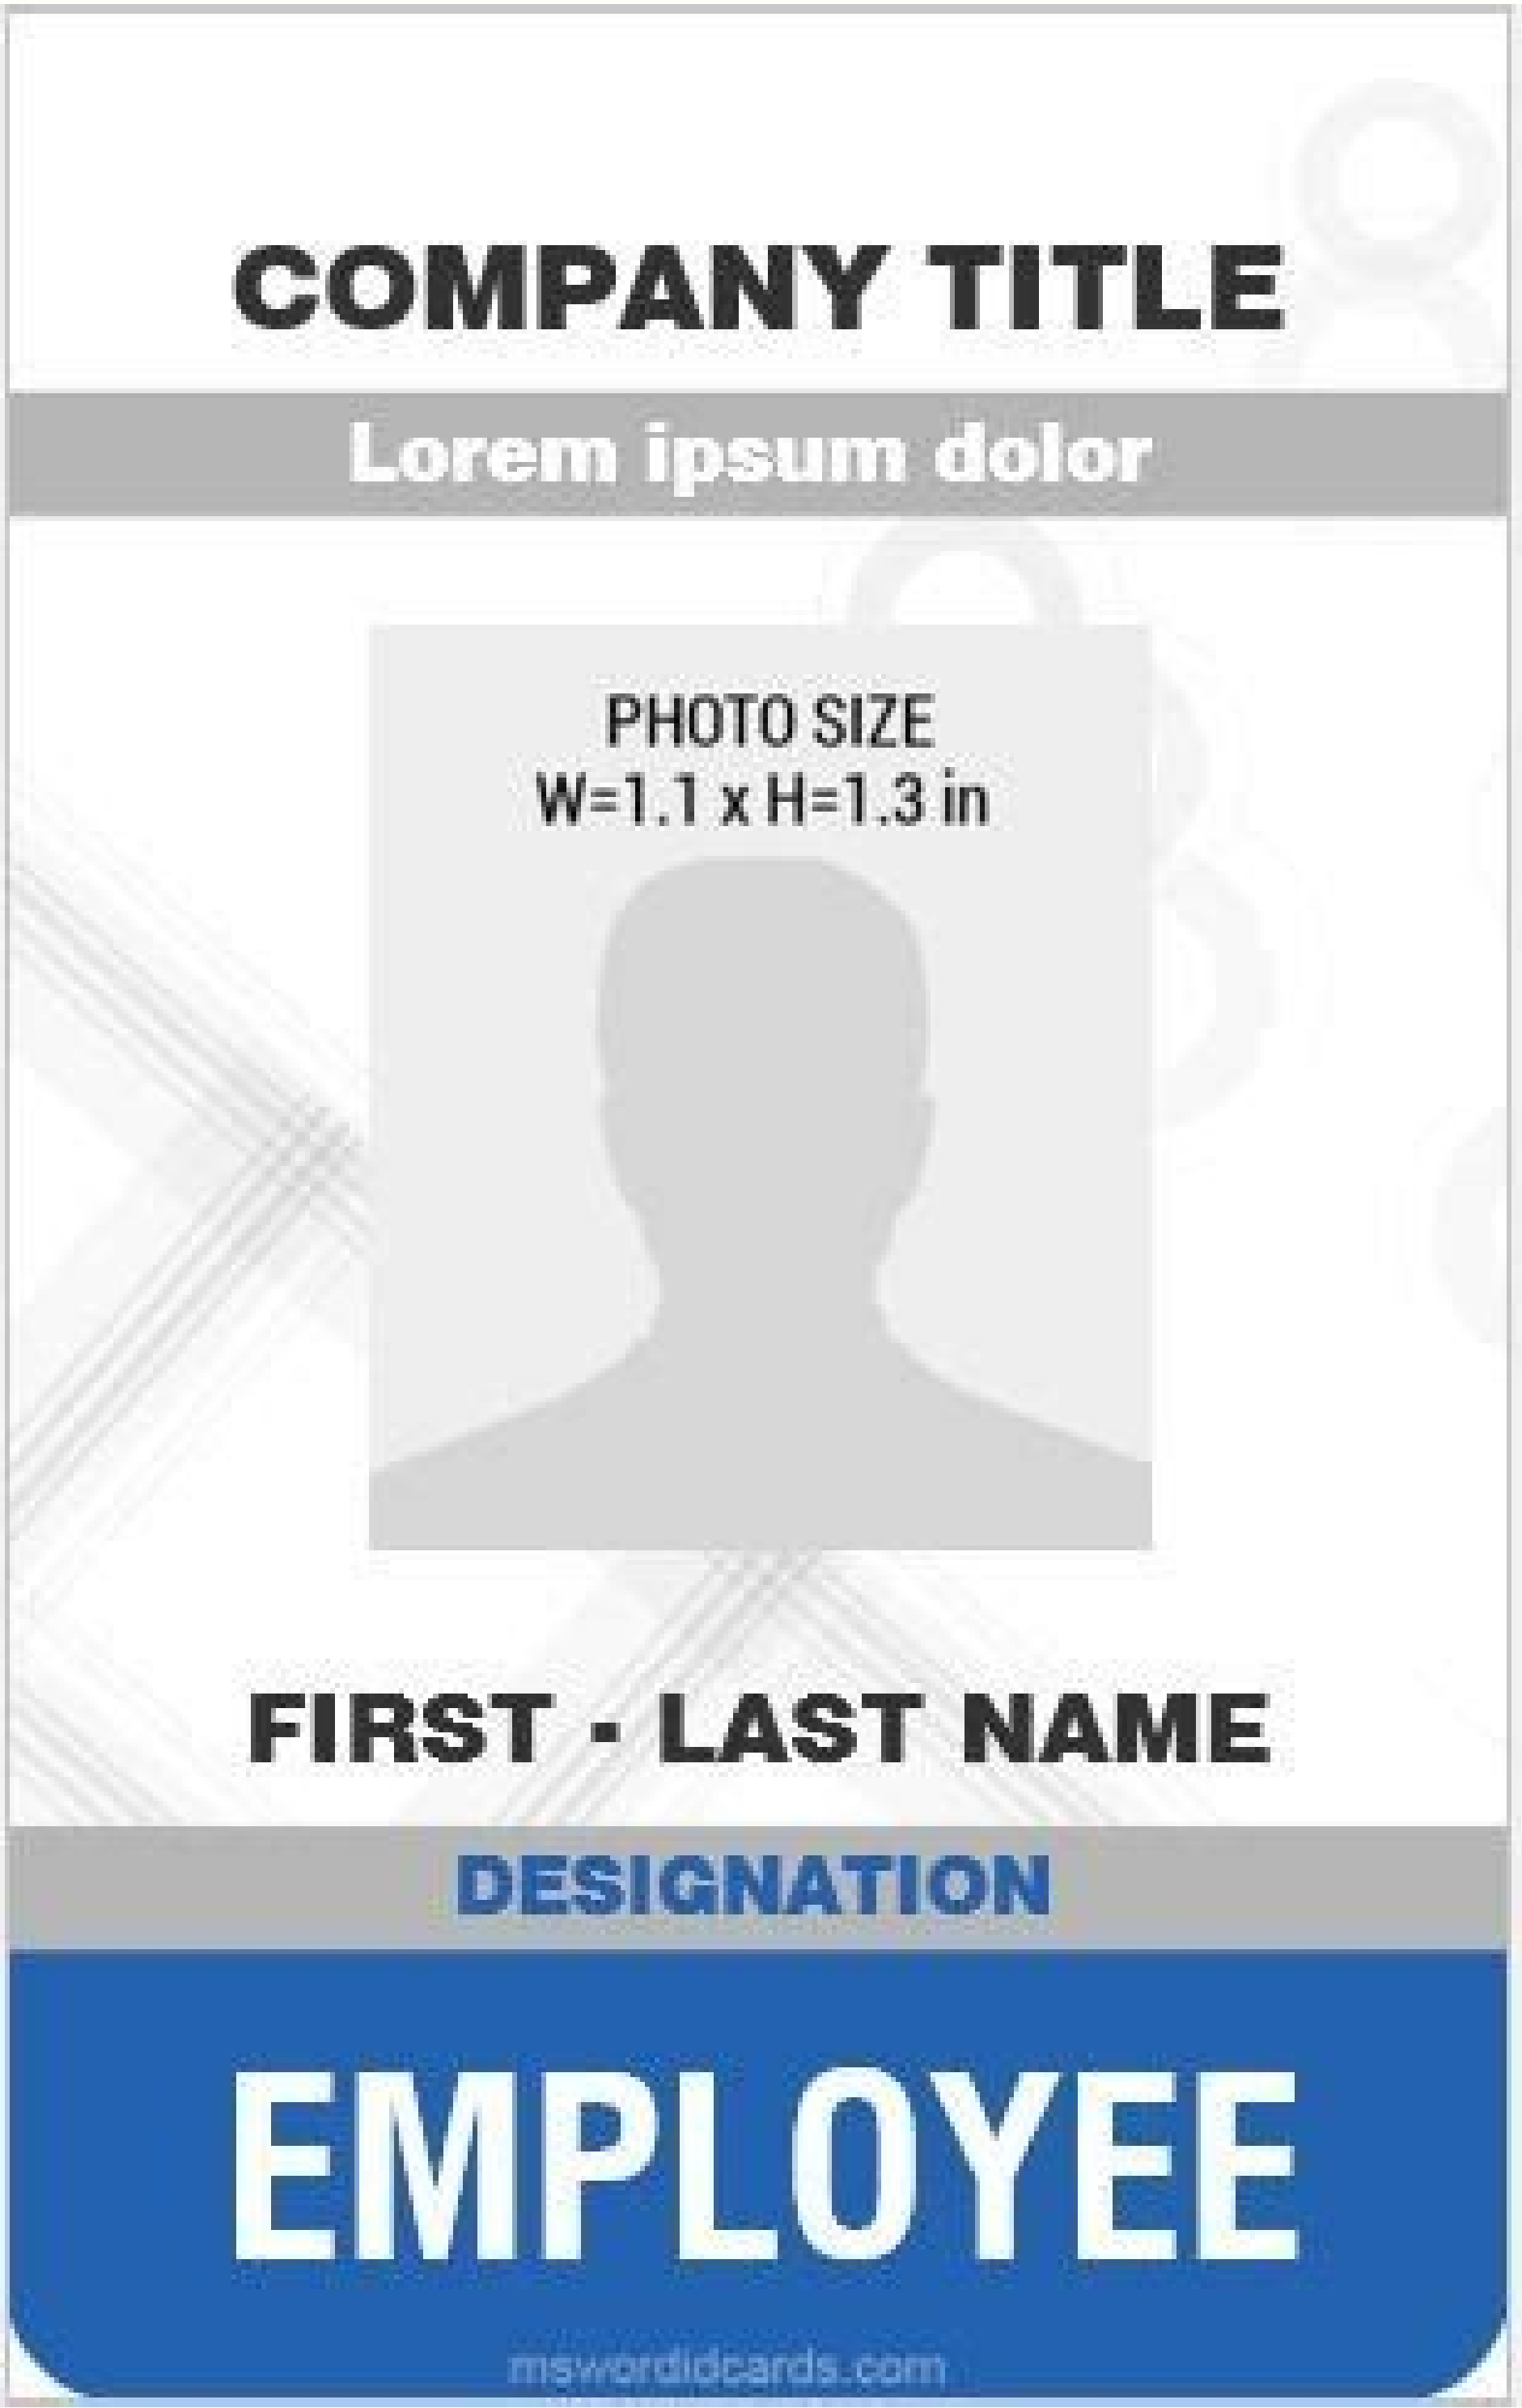 COMPANY TITLE
Lorem ipsum dolor
PHOTO SIZE
W=1.1 x H=1.3 in
FIRST · LAST NAME
DESIGNATION
EMPLOYEE
mswordidcards.com